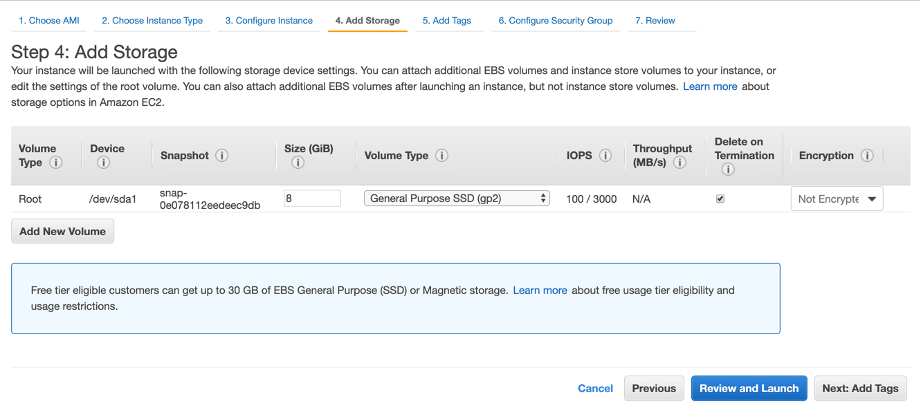 1. Choose AMI 2. Choose Instance Type 3. Configure Instance 4. Add Storage 5. Add Tags 6. Configure Security Group 7. Review
Step 4: Add Storage
Your instance will be launched with the following storage device settings. You can attach additional EBS volumes and instance store volumes to your instance, or
edit the settings of the root volume. You can also attach additional EBS volumes after launching an instance, but not instance store volumes. Learn more about
storage options in Amazon EC2.
Volume Type Device Snapshot Size (GiB) Volume Type IOPS Throughput (MB/s) Delete on Termination Encryption
Root /dev/sda1 snap-0e078112eedeec9db 8 General Purpose SSD (gp2) 100 / 3000 N/A Not Encrypte
Add New Volume
Free tier eligible customers can get up to 30 GB of EBS General Purpose (SSD) or Magnetic storage. Learn more about free usage tier eligibility and
usage restrictions.
Cancel Previous Review and Launch Next: Add Tags